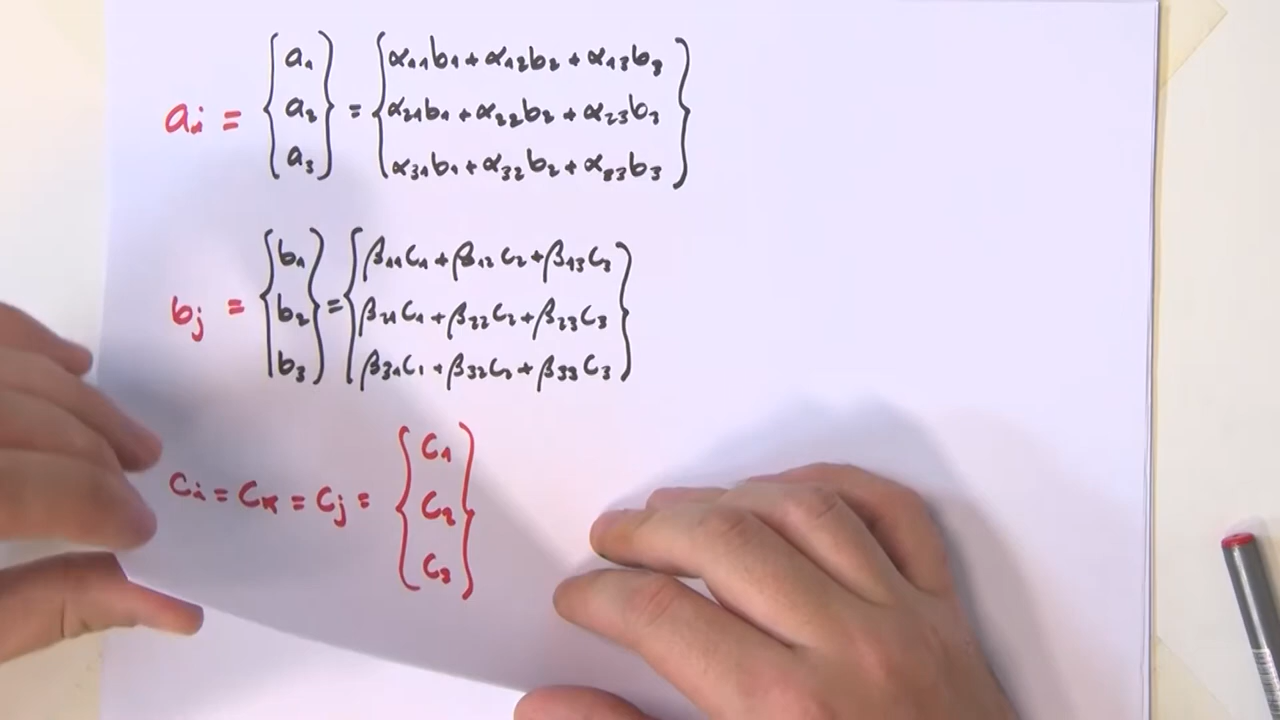 aᵢ = {a₁ a₂ a₃} = {α₁₁b₁ + α₁₂b₂ + α₁₃b₃
α₂₁b₁ + α₂₂b₂ + α₂₃b₃
α₃₁b₁ + α₃₂b₂ + α₃₃b₃}
bⱼ = {b₁ b₂ b₃} = {β₁₁c₁ + β₁₂c₂ + β₁₃c₃
β₂₁c₁ + β₂₂c₂ + β₂₃c₃
β₃₁c₁ + β₃₂c₂ + β₃₃c₃}
cᵢ = cₖ = cⱼ = {c₁
c₂
c₃}